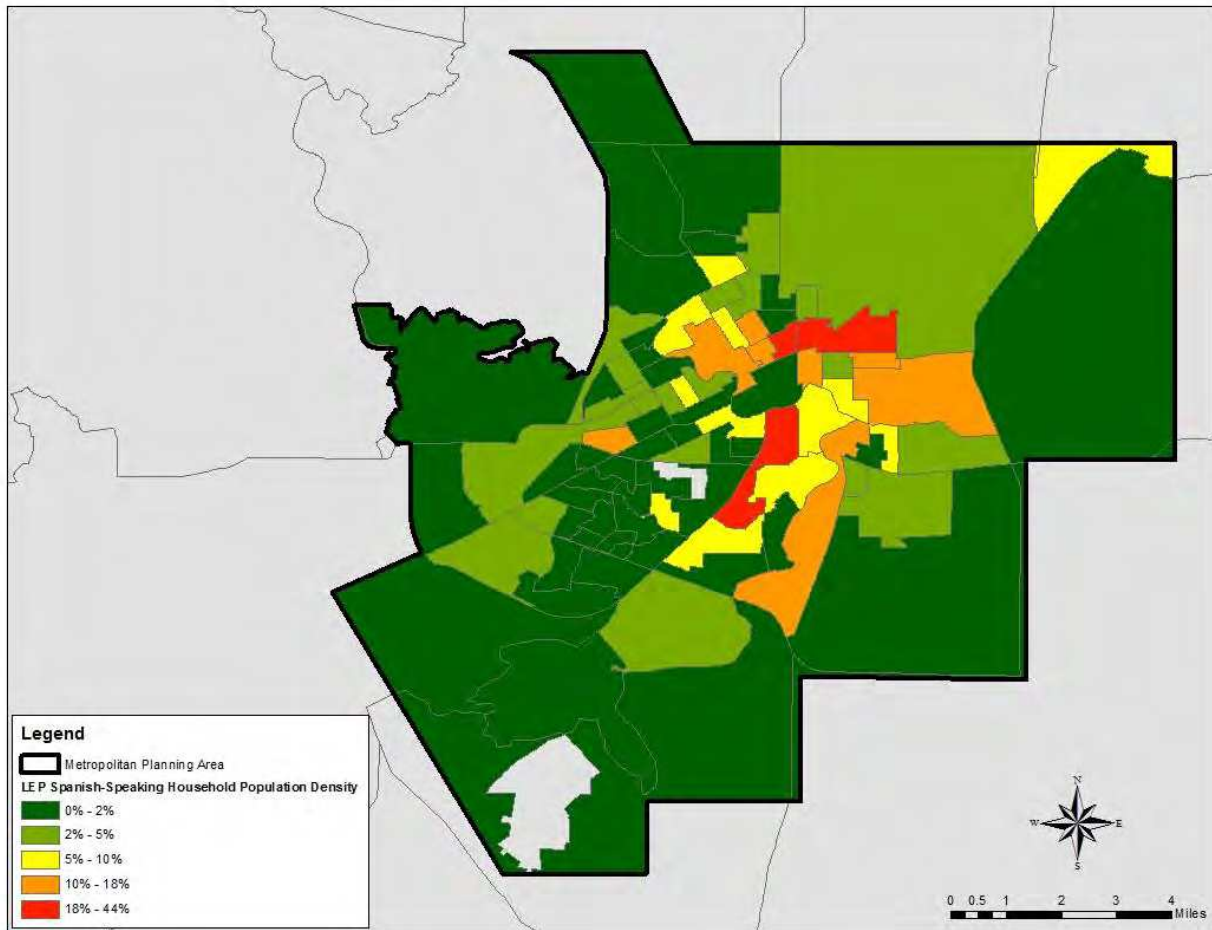 Legend
Metropolitan Planning Area
LEP Spanish-Speaking Household Population Density
0% - 2%
2% - 5%
5% - 10%
10% - 18%
18% - 44%
N
W E
S
0 0.5 1 2 3 4
Miles